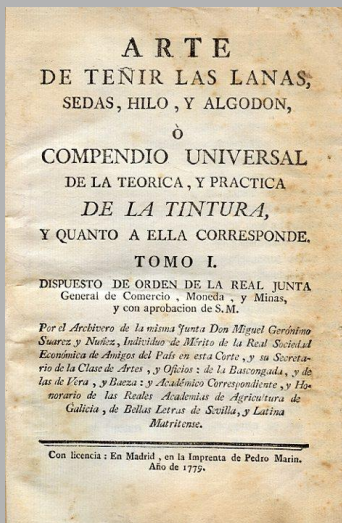 ARTE
DE TEÑIR LAS LANAS,
SEDAS, HILO, Y ALGODON,
Ò
COMPENDIO UNIVERSAL
DE LA TEORICA, Y PRACTICA
DE LA TINTURA,
Y QUANTO A ELLA CORRESPONDE.
TOMO I.
DISPUESTO DE ORDEN DE LA REAL JUNTA
General de Comercio, Moneda, y Minas,
y con aprobacion de S.M.
Por el Archivero de la misma Junta Don Miguel Gerónimo
Suarez y Nuñez, Individuo de Mérito de la Real Sociedad
Económica de Amigos del País en esta Corte, y su Secreta-
rio de la Clase de Artes, y Oficios: de la Bascongada, y de
las de Vera, y Baeza: y Académico Correspondiente, y Ho-
norario de las Reales Academias de Agricultura de
Galicia, de Bellas Letras de Sevilla, y Latina
Matritense.
Con licencia: En Madrid, en la Imprenta de Pedro Marin.
Año de 1779.